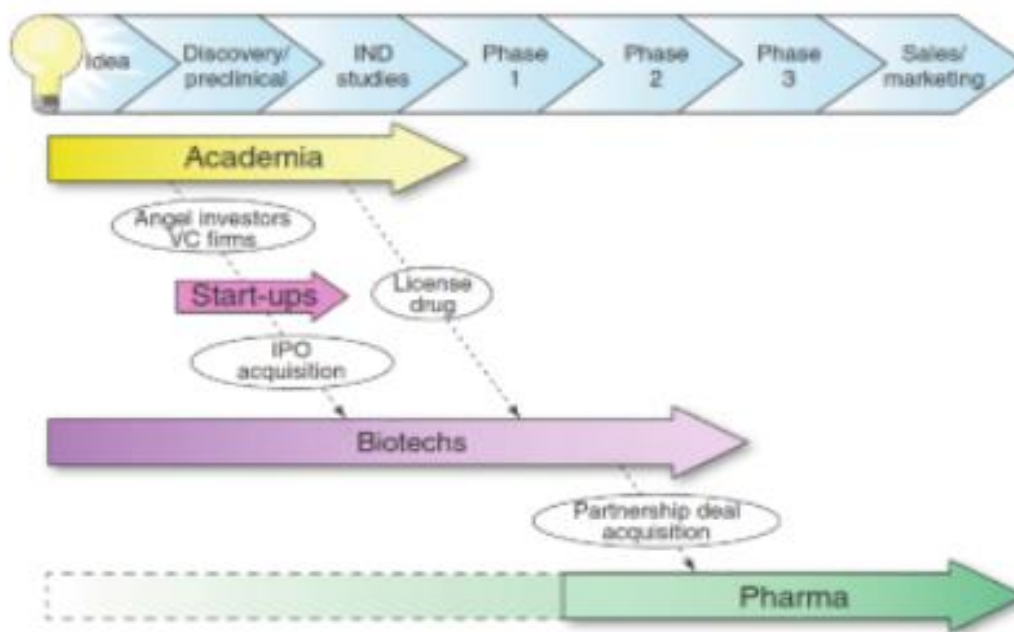 Idea
Discovery/
preclinical
IND
studies
Phase
1
Phase
2
Phase
3
Sales/
marketing
Academia
Angel investors
VC firms
Start-ups
License
drug
IPO
acquisition
Biotechs
Partnership deal
acquisition
Pharma